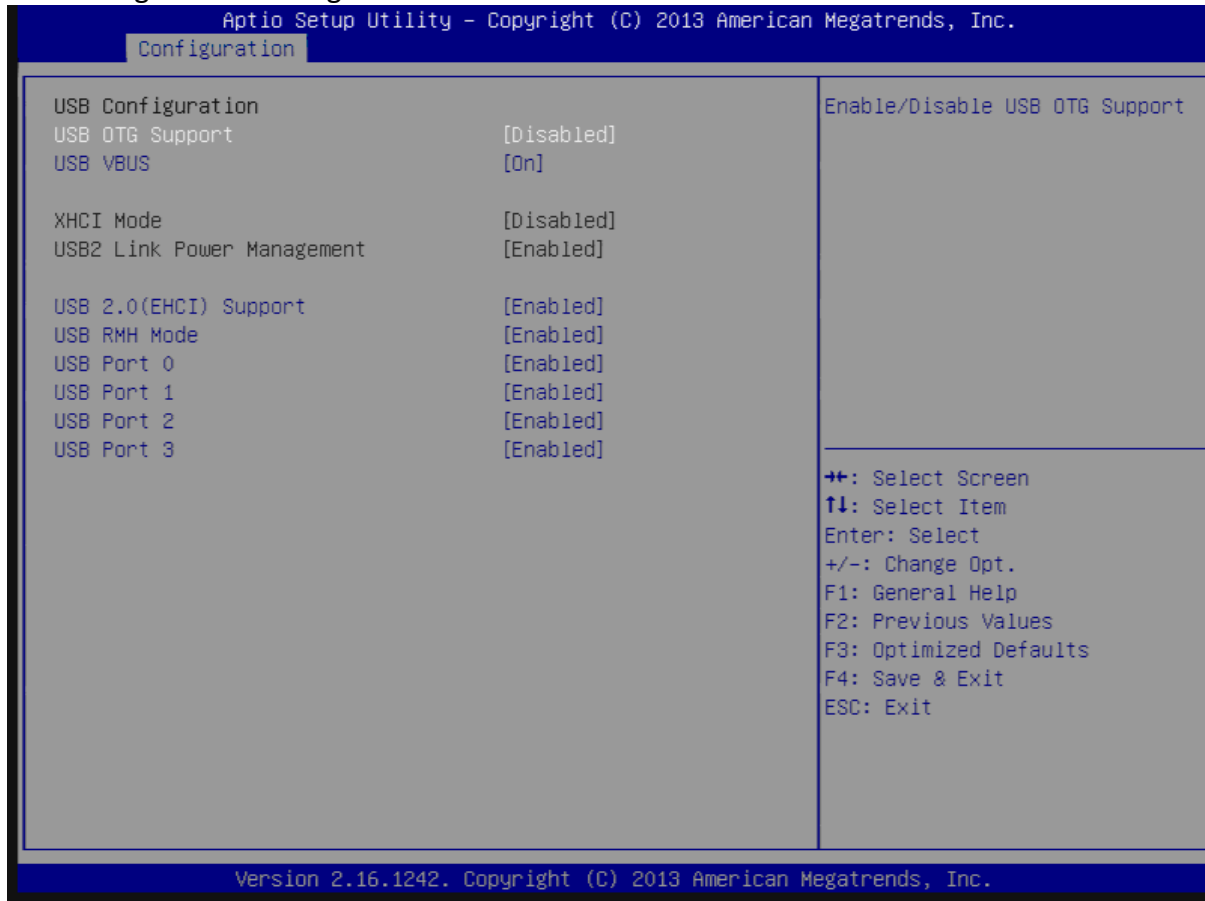 Aptio Setup Utility – Copyright (C) 2013 American Megatrends, Inc.
Configuration
USB Configuration
USB OTG Support [Disabled]
USB VBUS [On]
XHCI Mode [Disabled]
USB2 Link Power Management [Enabled]
USB 2.0(EHCI) Support [Enabled]
USB RMH Mode [Enabled]
USB Port 0 [Enabled]
USB Port 1 [Enabled]
USB Port 2 [Enabled]
USB Port 3 [Enabled]
Enable/Disable USB OTG Support
→←: Select Screen
↑↓: Select Item
Enter: Select
+/-: Change Opt.
F1: General Help
F2: Previous Values
F3: Optimized Defaults
F4: Save & Exit
ESC: Exit
Version 2.16.1242. Copyright (C) 2013 American Megatrends, Inc.